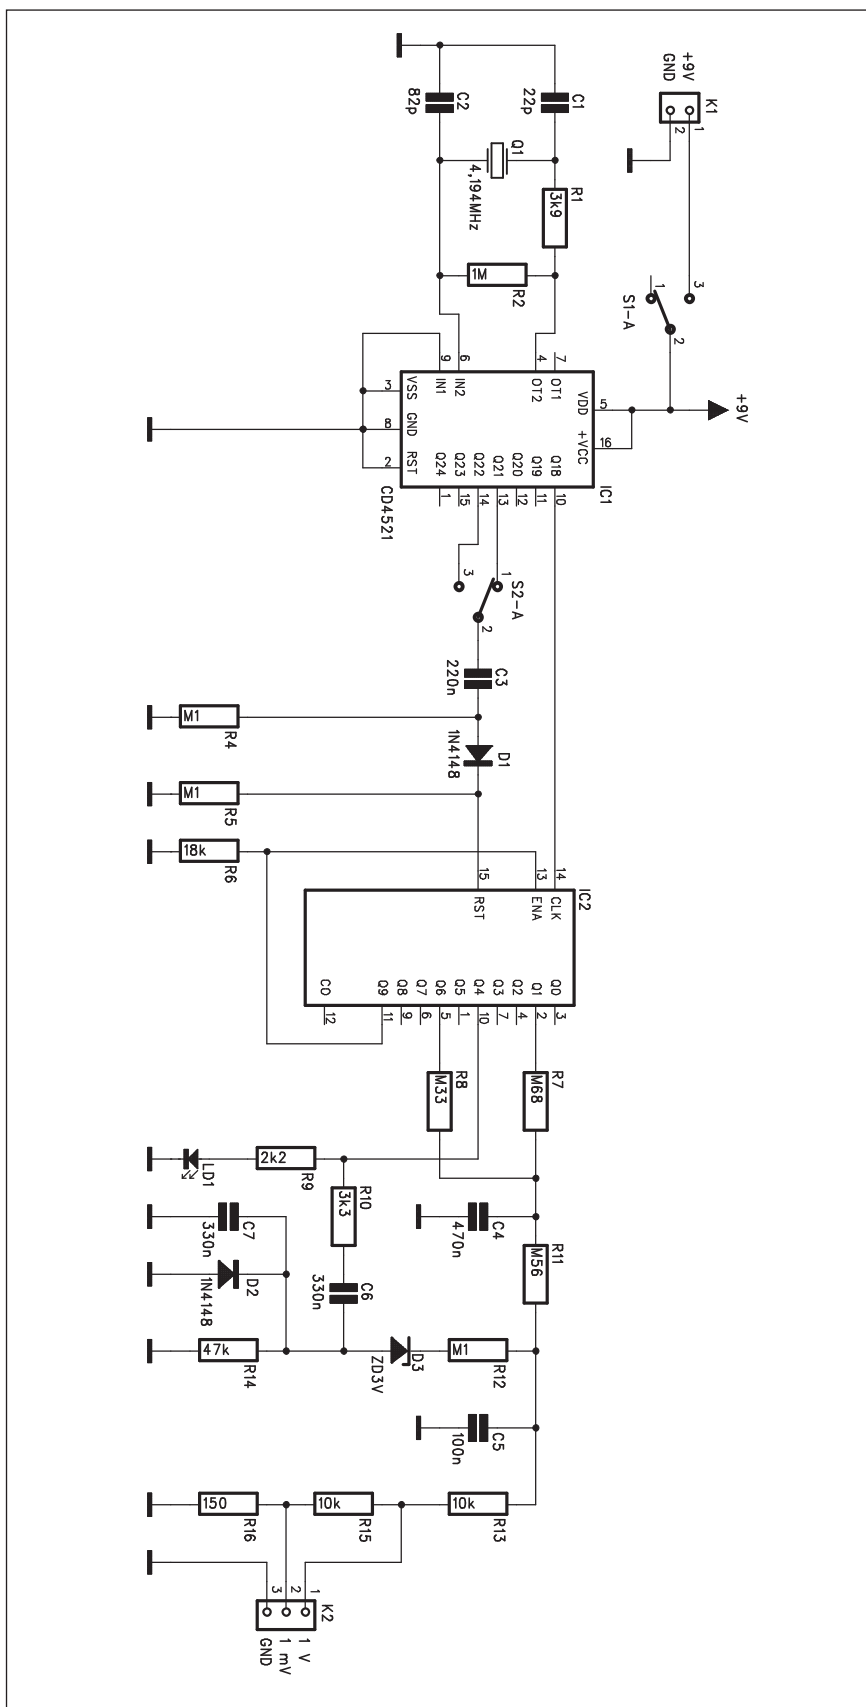 K1
+9V
GND
1
2
3
1
2
S1-A
+9V
C1
22p
C2
82p
Q1
4,194MHz
R1
3k9
R2
1M
7
4
6
9
OT1
OT2
IN2
IN1
VDD
5
+VCC
16
VSS
3
GND
8
RST
2
Q18
Q19
Q20
Q21
Q22
Q23
Q24
10
11
12
13
14
15
1
IC1
CD4521
1
3
2
S2-A
C3
220n
R4
M1
D1
1N4148
R5
M1
R6
18k
14
13
15
IC2
CLK
ENA
RST
Q0
Q1
Q2
Q3
Q4
Q5
Q6
Q7
Q8
Q9
CO
3
2
4
7
10
1
5
6
9
11
12
R7
M68
R8
M33
R9
2k2
LD1
R10
3k3
C4
470n
R11
M56
C7
330n
D2
1N4148
C6
330n
R14
47k
D3
ZD3V
R12
M1
C5
100n
R16
150
R15
10k
R13
10k
1
2
3
K2
1 V
1 mV
GND